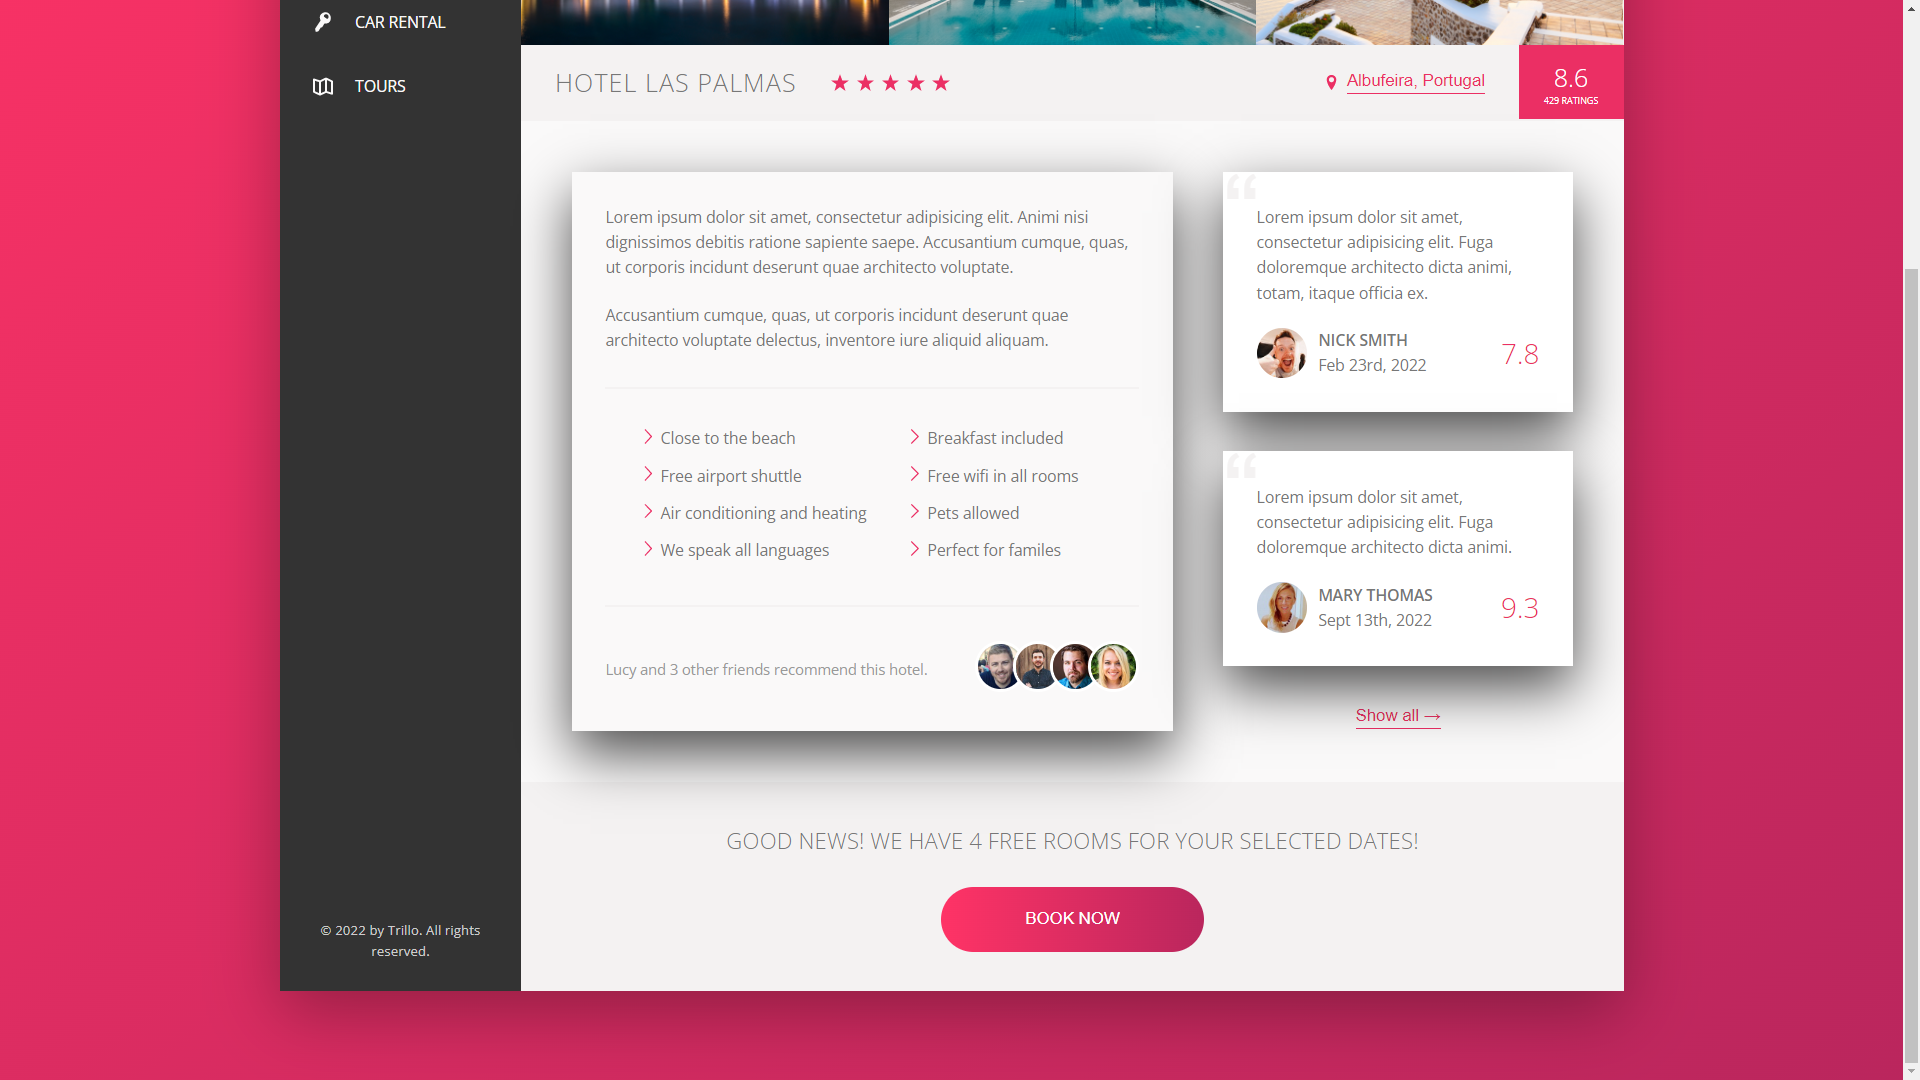 CAR RENTAL
TOURS
© 2022 by Trillo. All rights
reserved.
HOTEL LAS PALMAS ★ ★ ★ ★ ★
Albufeira, Portugal
8.6
429 RATINGS
Lorem ipsum dolor sit amet, consectetur adipisicing elit. Animi nisi
dignissimos debitis ratione sapiente saepe. Accusantium cumque, quas,
ut corporis incidunt deserunt quae architecto voluptate.
Accusantium cumque, quas, ut corporis incidunt deserunt quae
architecto voluptate delectus, inventore iure aliquid aliquam.
Close to the beach
Breakfast included
Free airport shuttle
Free wifi in all rooms
Air conditioning and heating
Pets allowed
We speak all languages
Perfect for familes
Lucy and 3 other friends recommend this hotel.
“
Lorem ipsum dolor sit amet,
consectetur adipisicing elit. Fuga
doloremque architecto dicta animi,
totam, itaque officia ex.
NICK SMITH
Feb 23rd, 2022
7.8
“
Lorem ipsum dolor sit amet,
consectetur adipisicing elit. Fuga
doloremque architecto dicta animi.
MARY THOMAS
Sept 13th, 2022
9.3
Show all →
GOOD NEWS! WE HAVE 4 FREE ROOMS FOR YOUR SELECTED DATES!
BOOK NOW